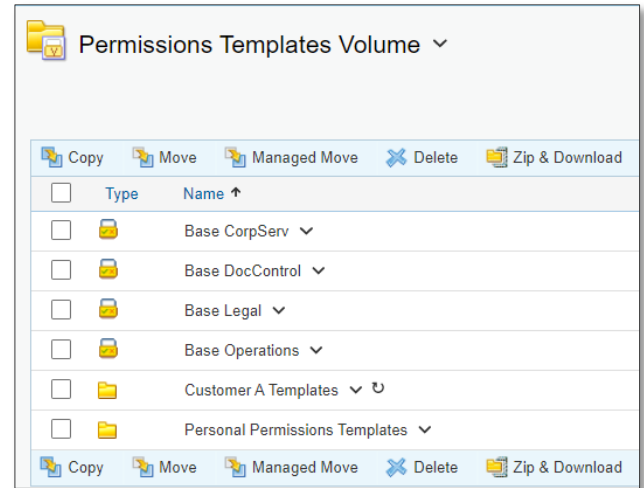 Permissions Templates Volume
Copy Move Managed Move Delete Zip & Download
Type Name
Base CorpServ
Base DocControl
Base Legal
Base Operations
Customer A Templates
Personal Permissions Templates
Copy Move Managed Move Delete Zip & Download